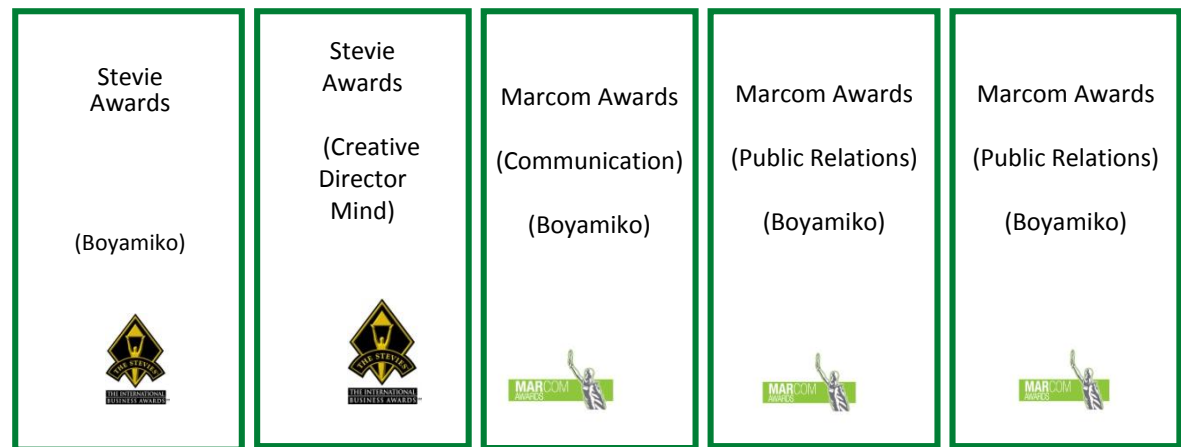 Stevie
Awards
(Boyamiko)
THE STEVIES
THE INTERNATIONAL
BUSINESS AWARDS
Stevie
Awards
(Creative
Director
Mind)
THE STEVIES
THE INTERNATIONAL
BUSINESS AWARDS
Marcom Awards
(Communication)
(Boyamiko)
MARCOM
AWARDS
Marcom Awards
(Public Relations)
(Boyamiko)
MARCOM
AWARDS
Marcom Awards
(Public Relations)
(Boyamiko)
MARCOM
AWARDS